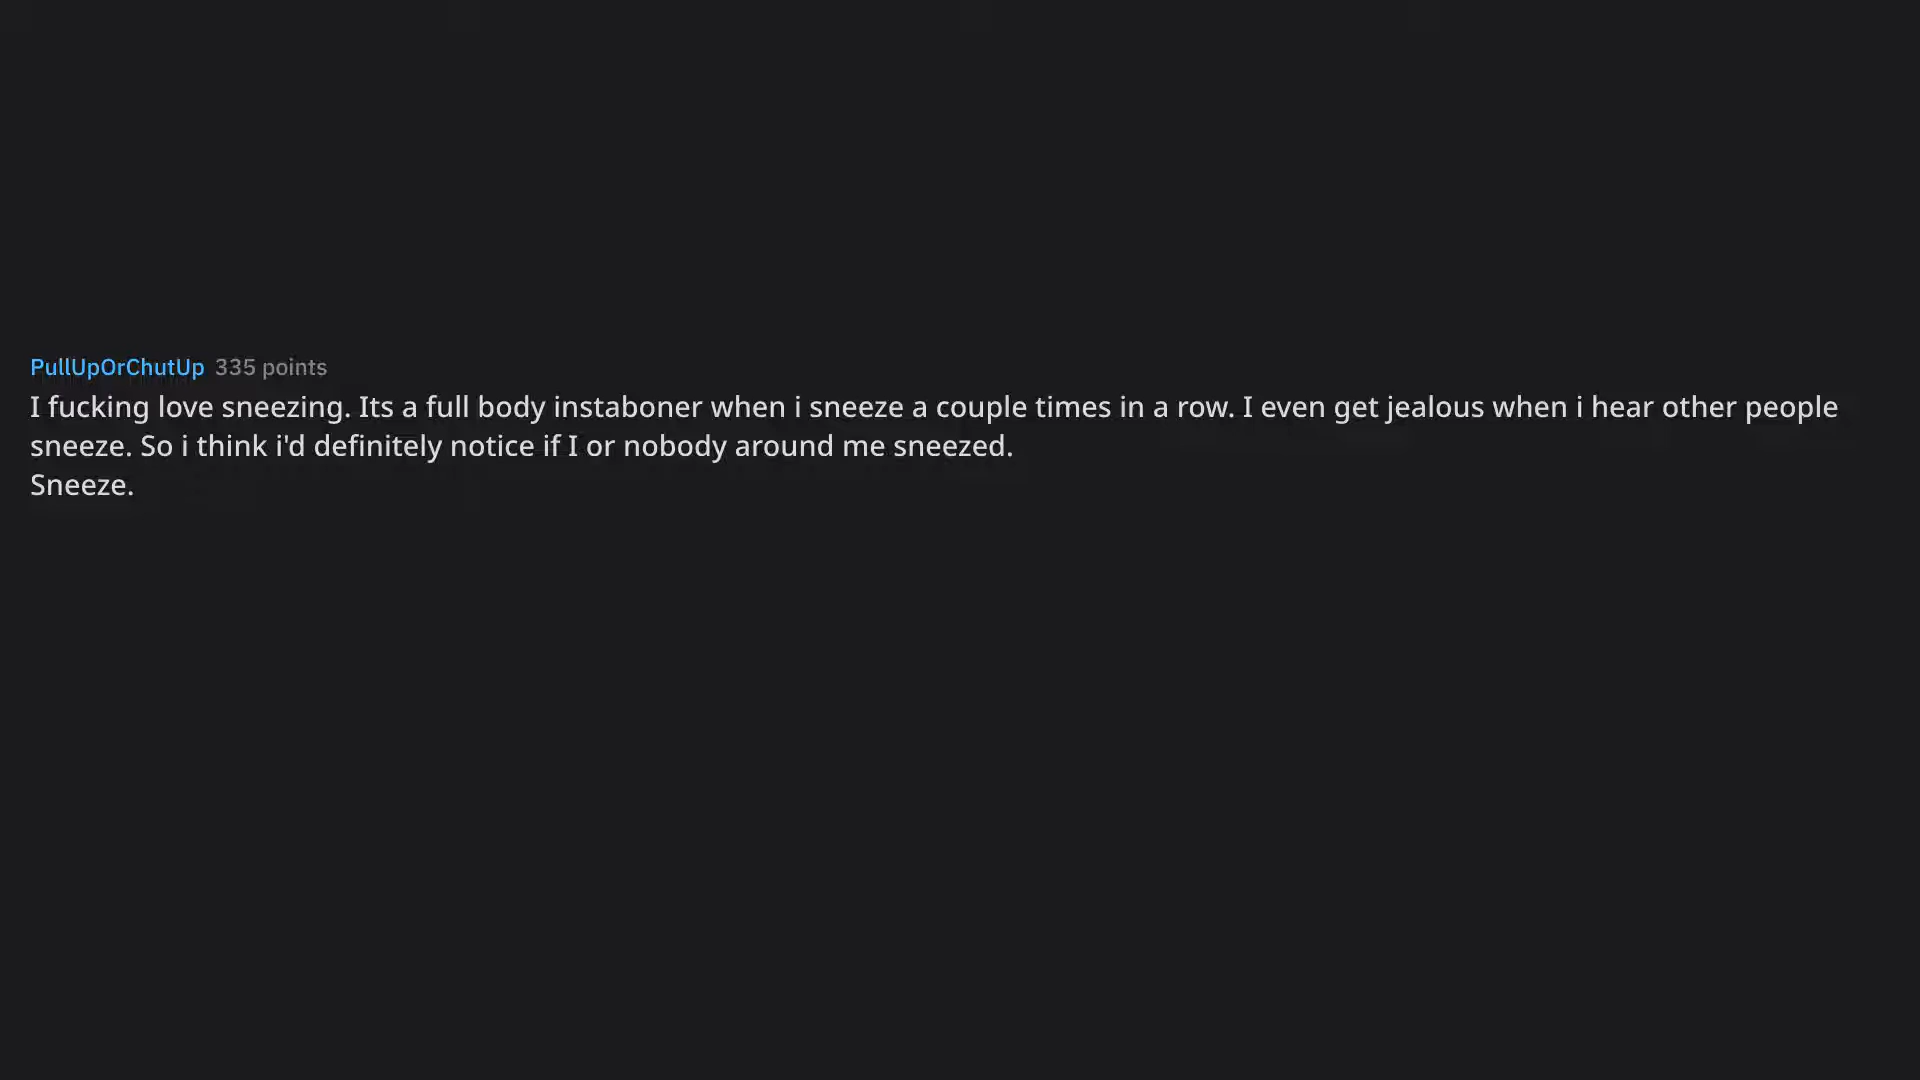 PullUpOrChutUp 335 points
I fucking love sneezing. Its a full body instaboner when i sneeze a couple times in a row. I even get jealous when i hear other people
sneeze. So i think i'd definitely notice if I or nobody around me sneezed.
Sneeze.